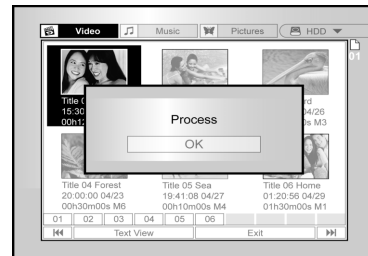 Video Music Pictures HDD
01
Title 0
15:30
00h1
Process
OK
rd
04/26
0s M3
Title 04 Forest
20:00:00 04/23
00h30m00s M6
Title 05 Sea
19:41:08 04/27
00h10m00s M4
Title 06 Home
01:20:56 04/29
00h30m01s M1
01 02 03 04 05 06
Text View Exit